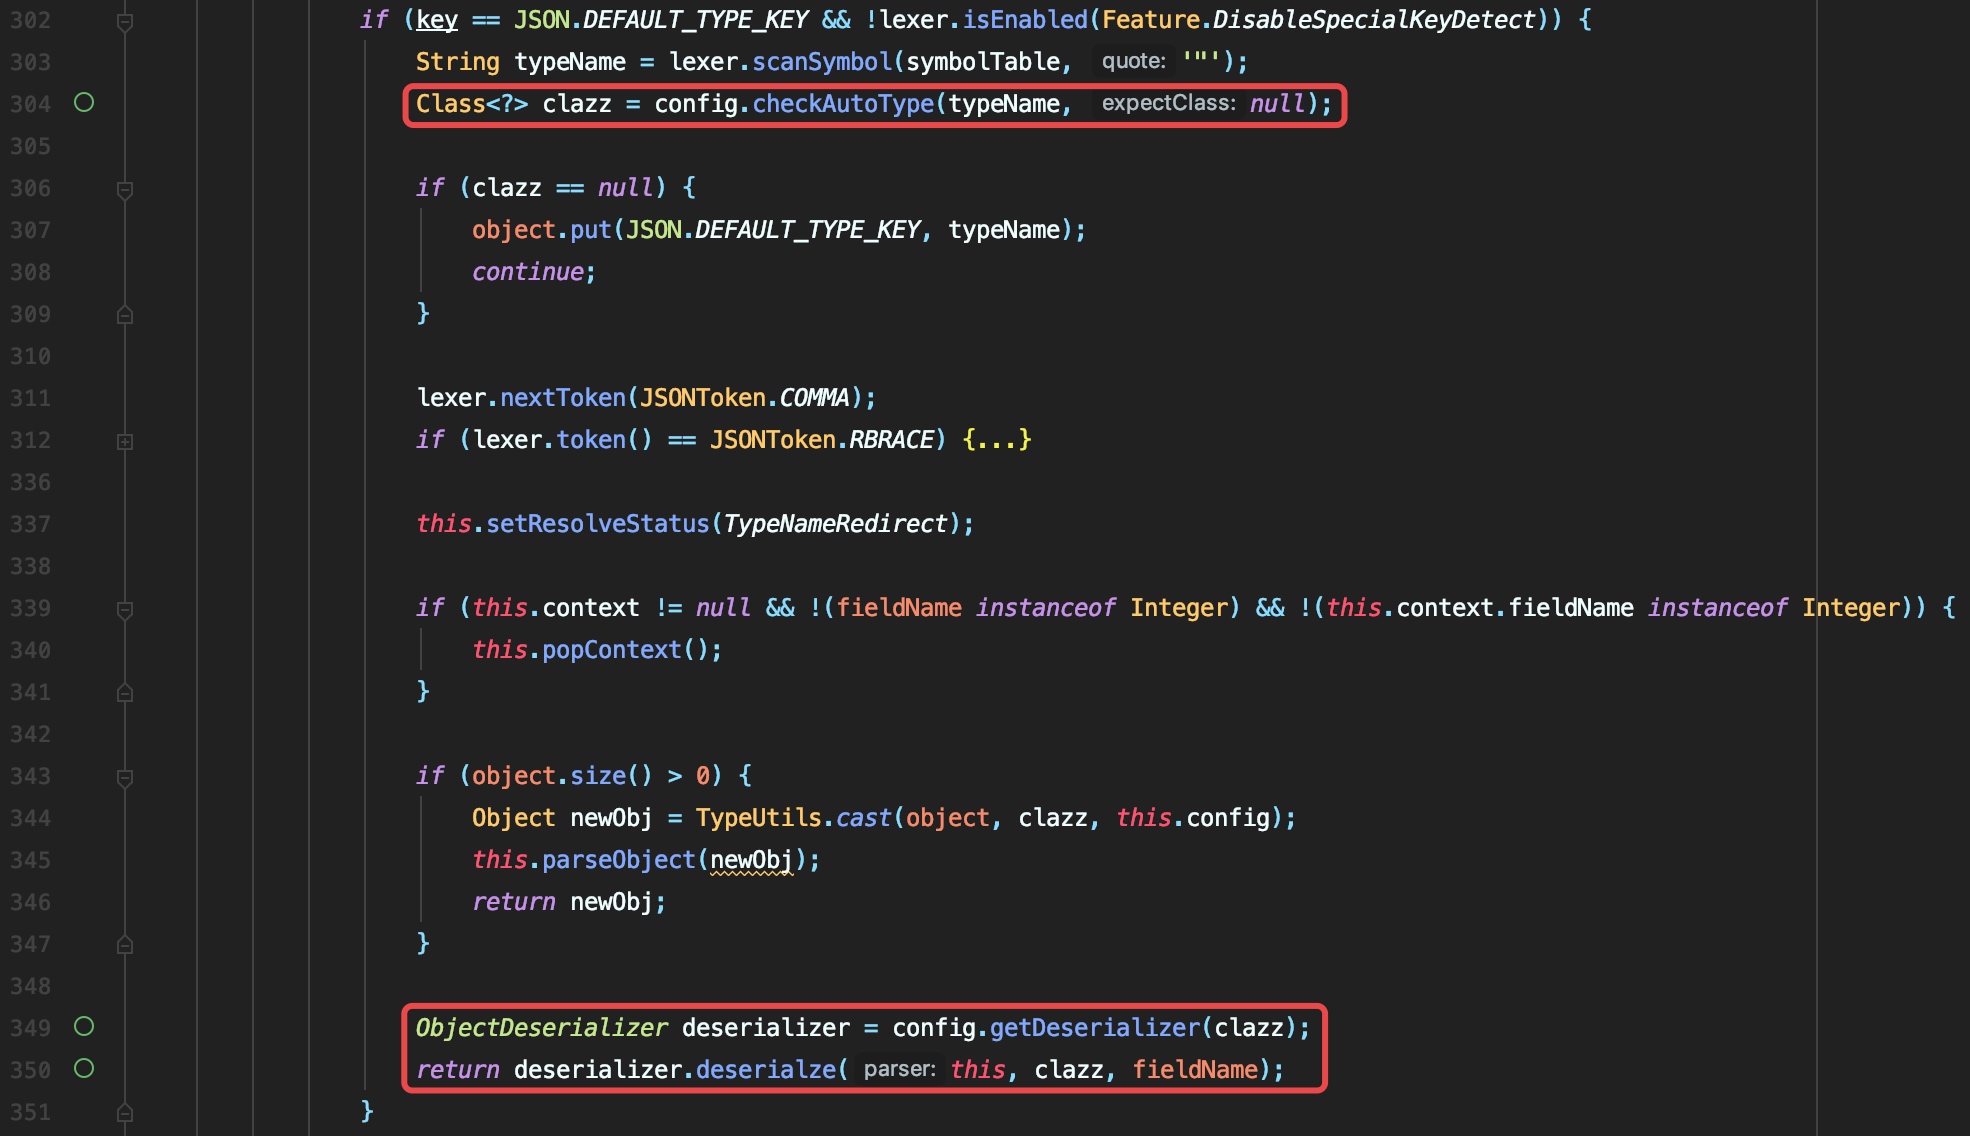 302 if (key == JSON.DEFAULT_TYPE_KEY && !lexer.isEnabled(Feature.DisableSpecialKeyDetect)) {
303 String typeName = lexer.scanSymbol(symbolTable, quote: '"');
304 Class<?> clazz = config.checkAutoType(typeName, expectClass: null);
305
306 if (clazz == null) {
307 object.put(JSON.DEFAULT_TYPE_KEY, typeName);
308 continue;
309 }
310
311 lexer.nextToken(JSONToken.COMMA);
312 if (lexer.token() == JSONToken.RBRACE) {...}
336
337 this.setResolveStatus(TypeNameRedirect);
338
339 if (this.context != null && !(fieldName instanceof Integer) && !(this.context.fieldName instanceof Integer)) {
340 this.popContext();
341 }
342
343 if (object.size() > 0) {
344 Object newObj = TypeUtils.cast(object, clazz, this.config);
345 this.parseObject(newObj);
346 return newObj;
347 }
348
349 ObjectDeserializer deserializer = config.getDeserializer(clazz);
350 return deserializer.deserialze( parser: this, clazz, fieldName);
351 }